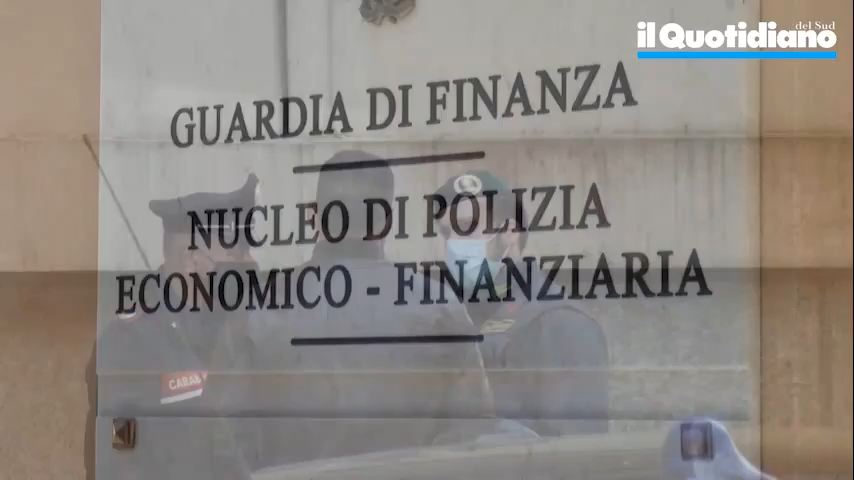 il Quotidiano
del Sud
GUARDIA DI FINANZA
NUCLEO DI POLIZIA
ECONOMICO - FINANZIARIA
CARAB